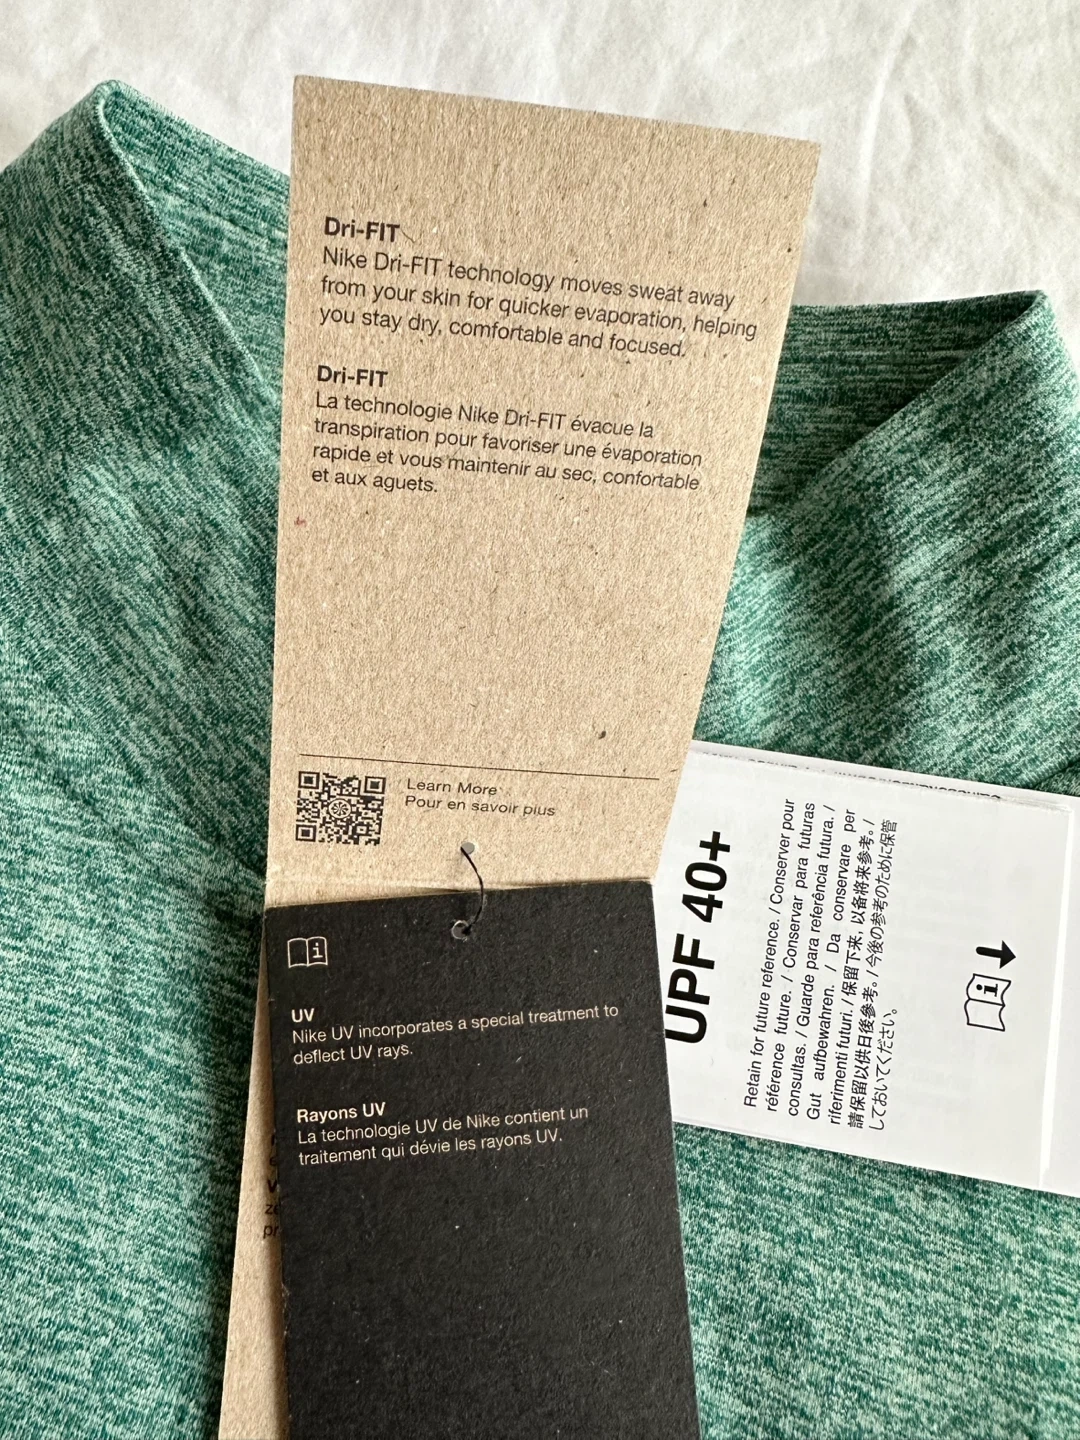 Dri-FIT
Nike Dri-FIT technology moves sweat away
from your skin for quicker evaporation, helping
you stay dry, comfortable and focused.
Dri-FIT
La technologie Nike Dri-FIT évacue la
transpiration pour favoriser une évaporation
rapide et vous maintenir au sec, confortable
et aux aguets.
Learn More
Pour en savoir plus
UV
Nike UV incorporates a special treatment to
deflect UV rays.
Rayons UV
La technologie UV de Nike contient un
traitement qui dévie les rayons UV.
UPF 40+
Retain for future reference. / Conserver pour
référence future. / Conservar para futuras
consultas. / Guarde para referência futura. /
Gut aufbewahren. / Da conservare per
riferimenti futuri. / 保留下来, 以备将来参考。/
請保留以供日後參考。/ 今後の参考のために保管
しておいてください。